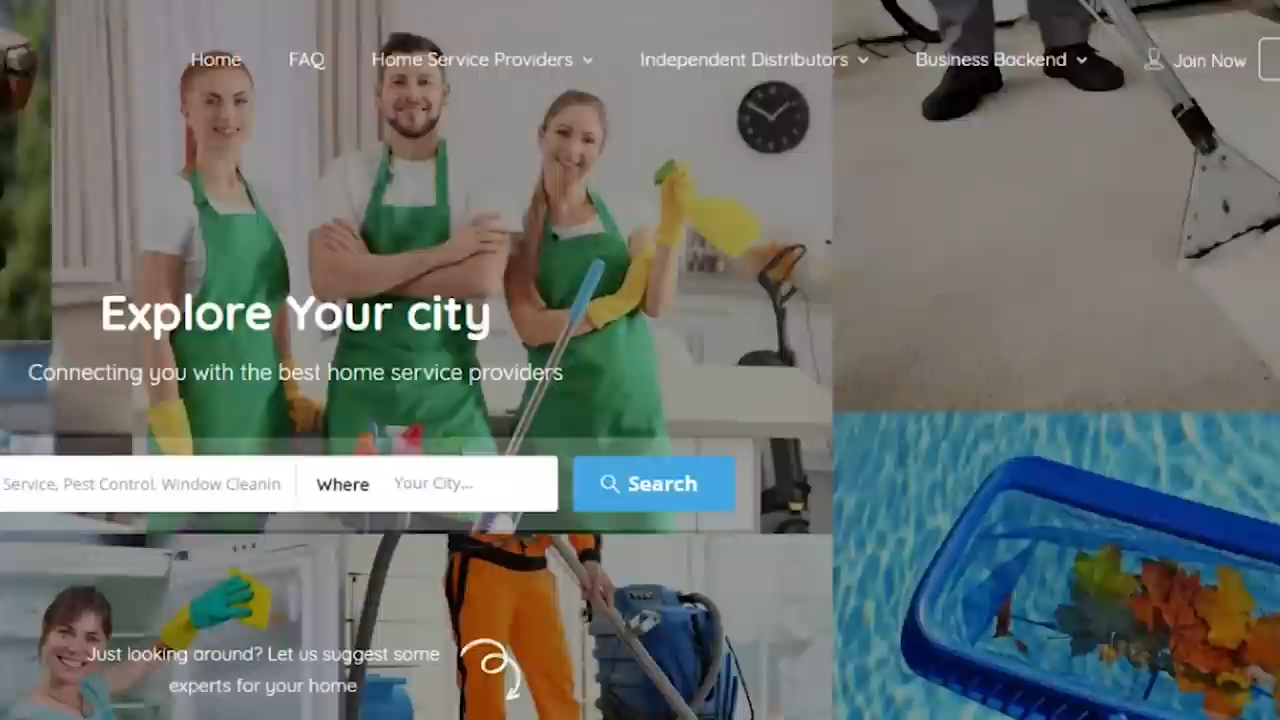 Home FAQ Home Service Providers Independent Distributors Business Backend Join Now
Explore Your city
Connecting you with the best home service providers
Service, Pest Control, Window Cleanin Where Your City... Search
Just looking around? Let us suggest some
experts for your home